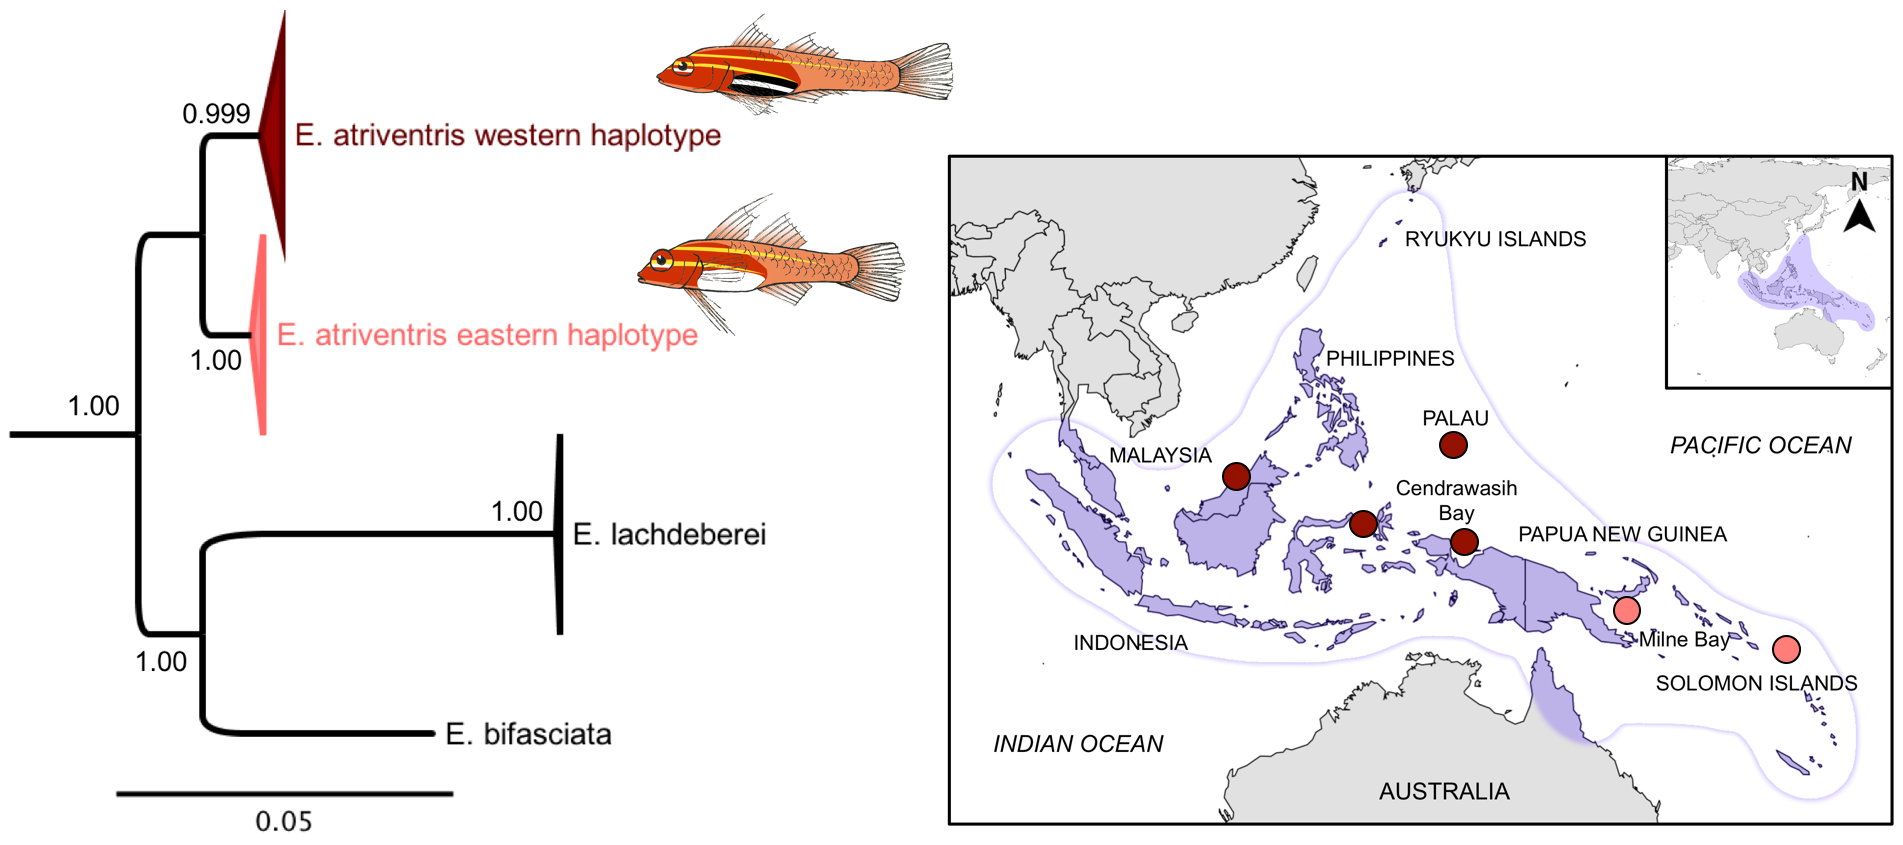 0.999
E. atriventris western haplotype
E. atriventris eastern haplotype
1.00
1.00
1.00
E. lachdeberei
1.00
E. bifasciata
0.05
N
RYUKYU ISLANDS
PHILIPPINES
PALAU
MALAYSIA
PACIFIC OCEAN
Cendrawasih
Bay
PAPUA NEW GUINEA
INDONESIA
Milne Bay
SOLOMON ISLANDS
INDIAN OCEAN
AUSTRALIA